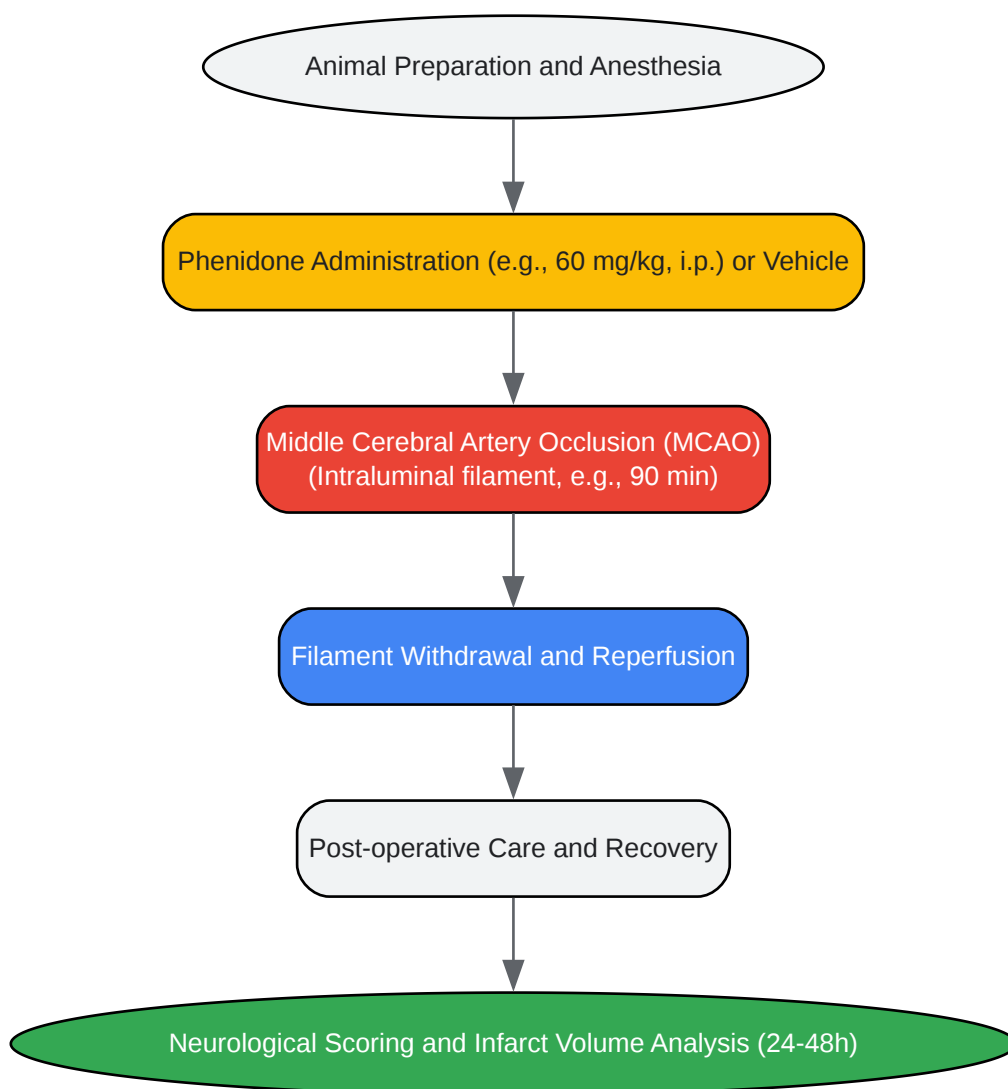 Animal Preparation and Anesthesia
Phenidone Administration (e.g., 60 mg/kg, i.p.) or Vehicle
Middle Cerebral Artery Occlusion (MCAO)
(Intraluminal filament, e.g., 90 min)
Filament Withdrawal and Reperfusion
Post-operative Care and Recovery
Neurological Scoring and Infarct Volume Analysis (24-48h)